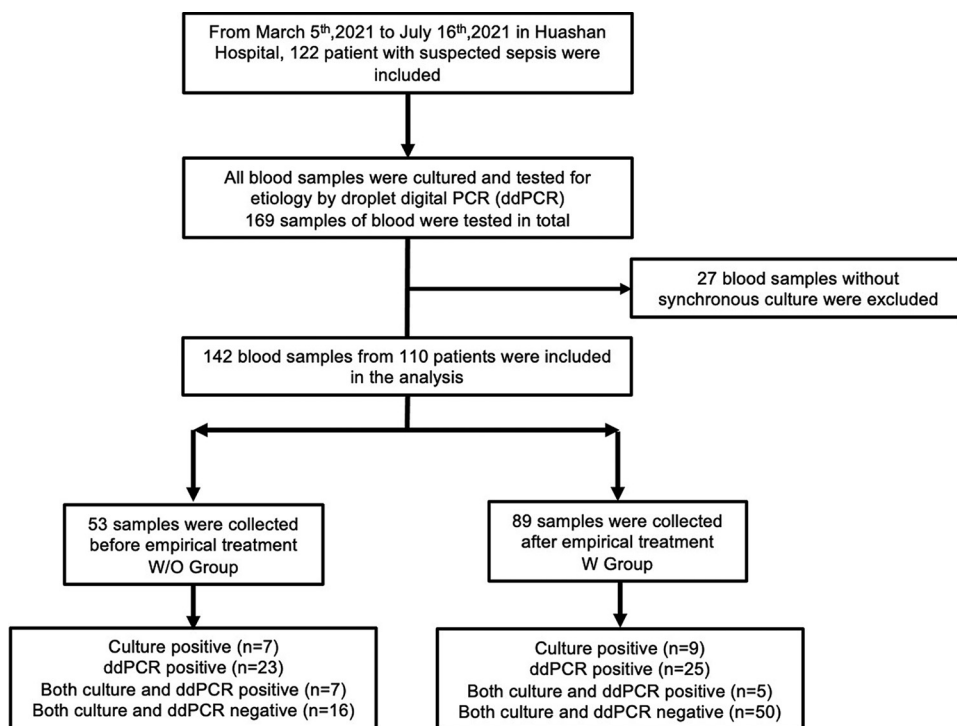 From March 5th,2021 to July 16th,2021 in Huashan
Hospital, 122 patient with suspected sepsis were
included
All blood samples were cultured and tested for
etiology by droplet digital PCR (ddPCR)
169 samples of blood were tested in total
27 blood samples without
synchronous culture were excluded
142 blood samples from 110 patients were included
in the analysis
53 samples were collected
before empirical treatment
W/O Group
89 samples were collected
after empirical treatment
W Group
Culture positive (n=7)
ddPCR positive (n=23)
Both culture and ddPCR positive (n=7)
Both culture and ddPCR negative (n=16)
Culture positive (n=9)
ddPCR positive (n=25)
Both culture and ddPCR positive (n=5)
Both culture and ddPCR negative (n=50)